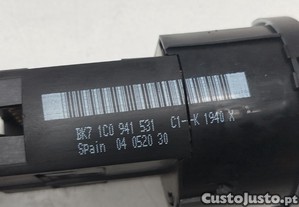 BK7 1C0 941 531 C1--K 1940 X
Spain 04 0520 30
CustoJusto.pt